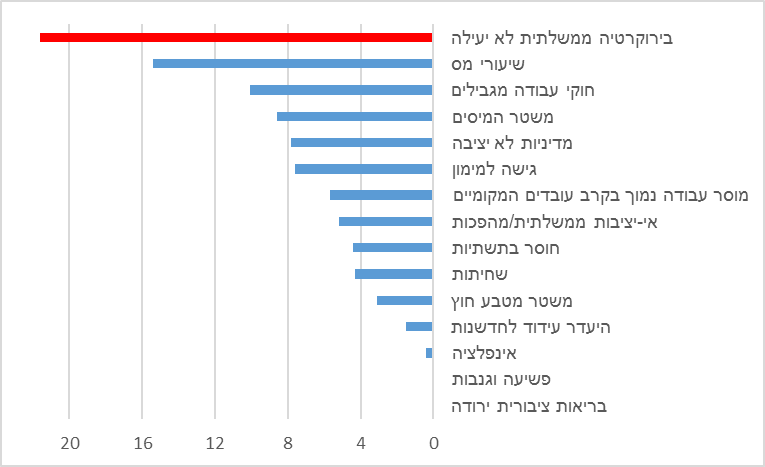 בירוקרטיה ממשלתית לא יעילה
שיעורי מס
חוקי עבודה מגבילים
משטר המיסים
מדיניות לא יציבה
גישה למימון
מוסר עבודה נמוך בקרב עובדים המקומיים
אי-יציבות ממשלתית/מהפכות
חוסר בתשתיות
שחיתות
משטר מטבע חוץ
היעדר עידוד לחדשנות
אינפלציה
פשיעה וגנבות
בריאות ציבורית ירודה
20 16 12 8 4 0